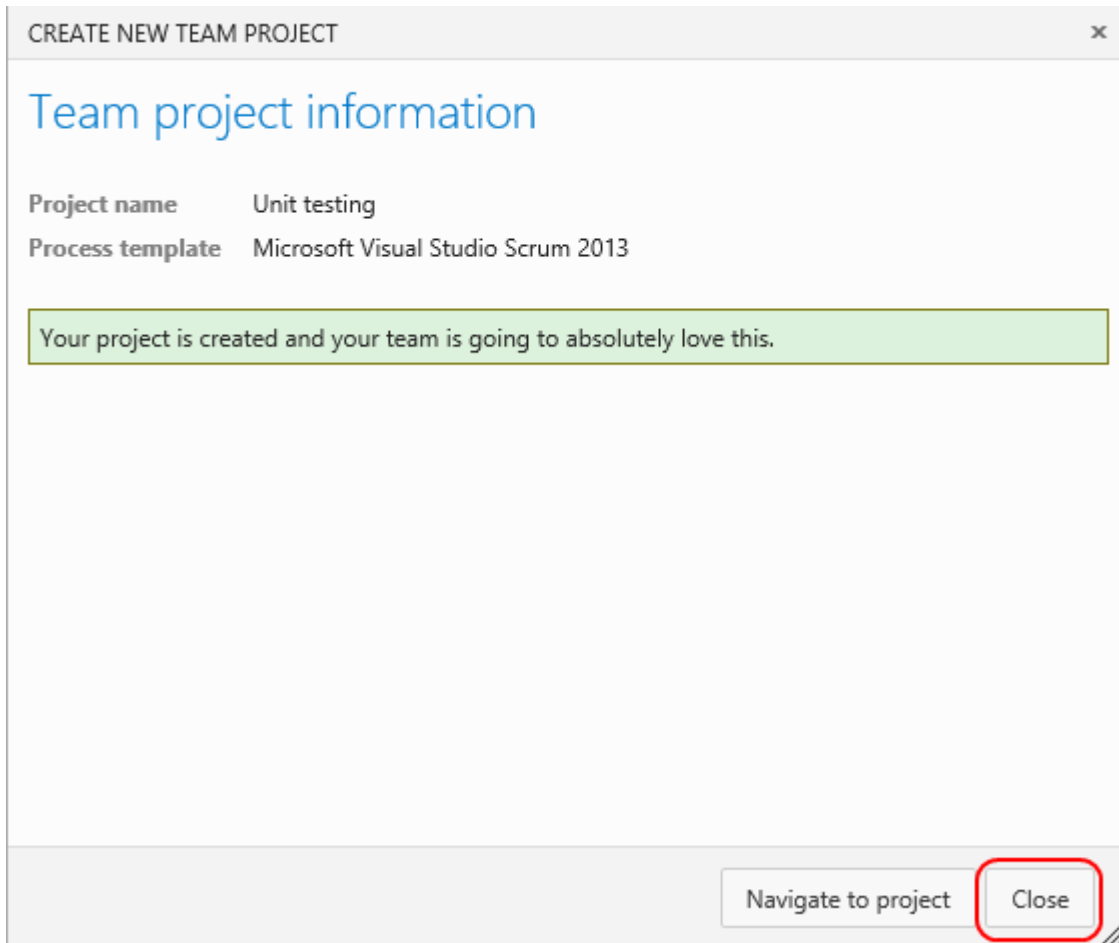 CREATE NEW TEAM PROJECT
Team project information
Project name Unit testing
Process template Microsoft Visual Studio Scrum 2013
Your project is created and your team is going to absolutely love this.
Navigate to project Close